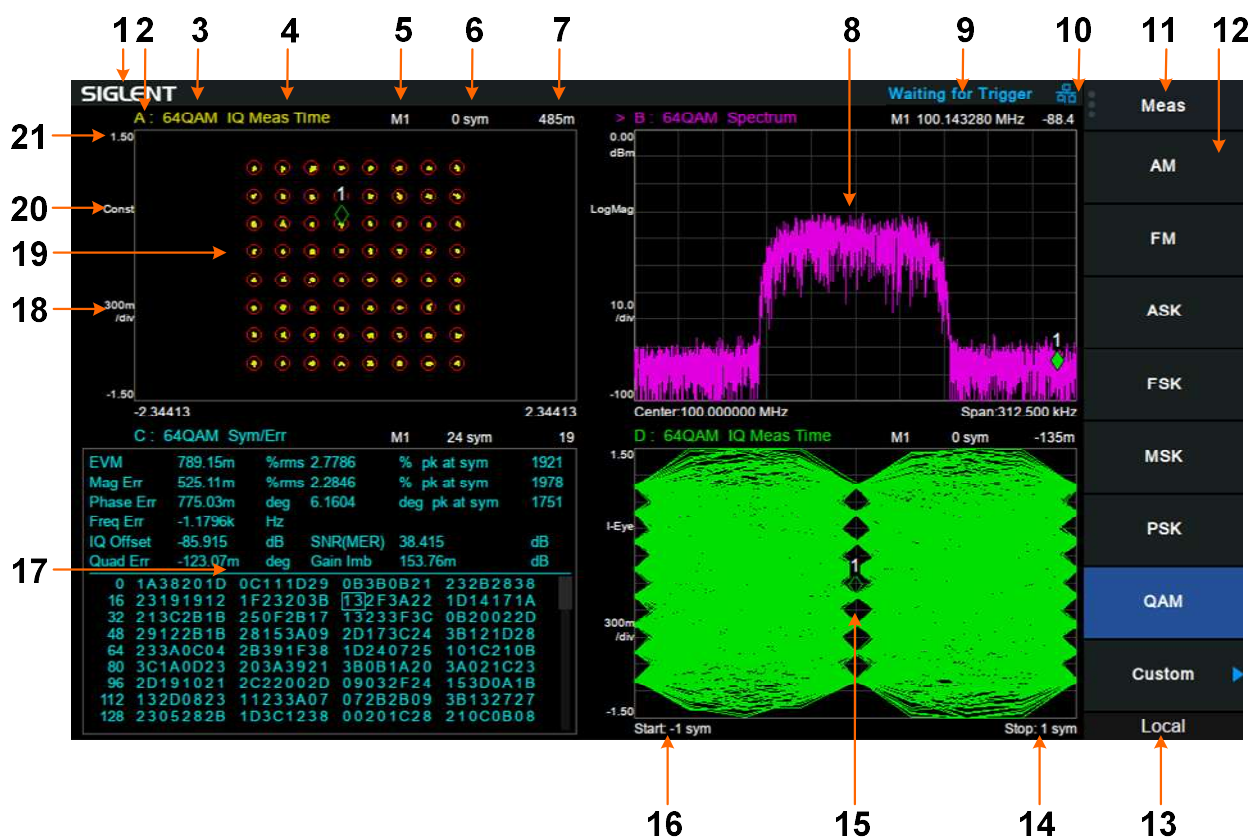 1 2 3 4 5 6 7 8 9 10 11 12
SIGLENT Waiting for Trigger
A : 64QAM IQ Meas Time M1 0 sym 485m
21
1.50
20
Const
19
18
300m
/div
-1.50
-2.34413 2.34413
1
> B : 64QAM Spectrum M1 100.143280 MHz -88.4
0.00
dBm
LogMag
10.0
/div
-100
1
Center:100.000000 MHz Span:312.500 kHz
C : 64QAM Sym/Err M1 24 sym 19
EVM 789.15m %rms 2.7786 % pk at sym 1921
Mag Err 525.11m %rms 2.2846 % pk at sym 1978
Phase Err 775.03m deg 6.1604 deg pk at sym 1751
Freq Err -1.1796k Hz
IQ Offset -85.915 dB SNR(MER) 38.415 dB
Quad Err -123.07m deg Gain Imb 153.76m dB
17
0 1A38201D 0C111D29 0B3B0B21 232B2838
16 23191912 1F23203B 132F3A22 1D14171A
32 213C2B1B 250F2B17 13233F3C 0B20022D
48 29122B1B 28153A09 2D173C24 3B121D28
64 233A0C04 2B391F38 1D240725 101C210B
80 3C1A0D23 203A3921 3B0B1A20 3A021C23
96 2D191021 2C22002D 09032F24 153D0A1B
112 132D0823 11233A07 072B2B09 3B132727
128 2305282B 1D3C1238 00201C28 210C0B08
D : 64QAM IQ Meas Time M1 0 sym -135m
1.50
I-Eye
1
300m
/div
-1.50
Start: -1 sym Stop: 1 sym
Meas
AM
FM
ASK
FSK
MSK
PSK
QAM
Custom
Local
16 15 14 13